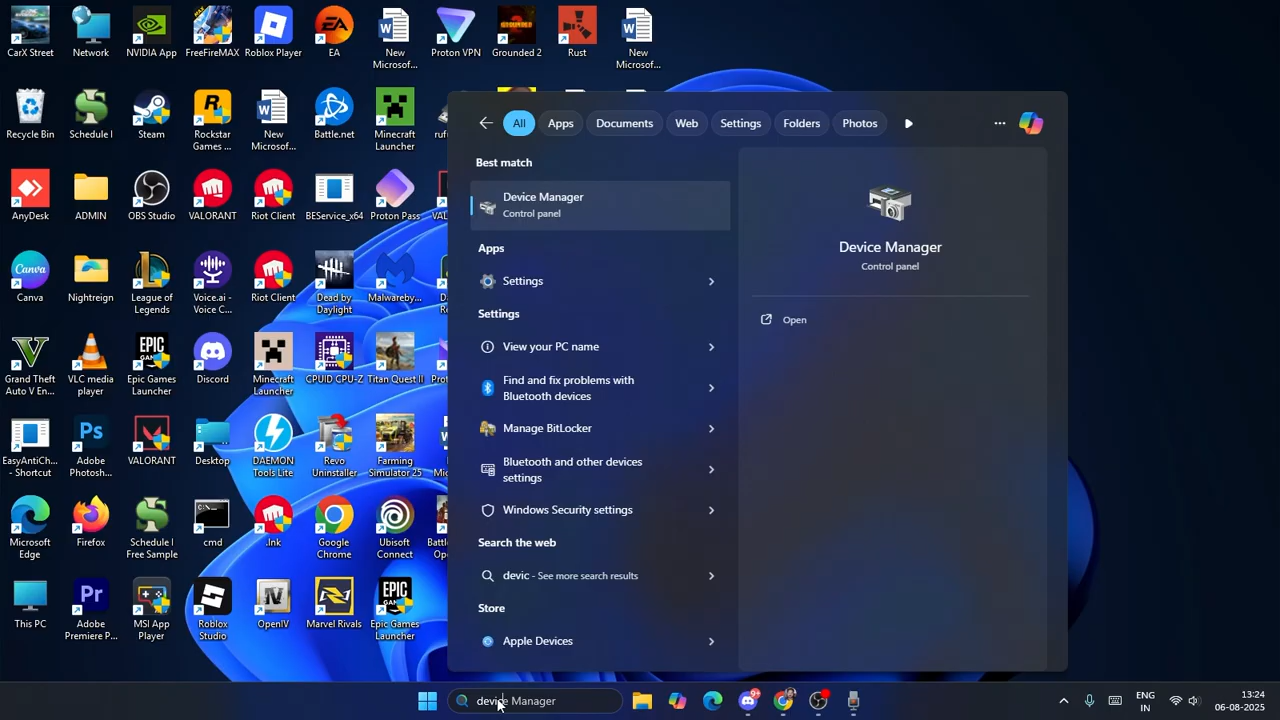 CarX Street
Network
NVIDIA App
FreeFireMAX
Roblox Player
EA
New
Microsof...
Proton VPN
Grounded 2
Rust
New
Microsof...
Recycle Bin
Schedule I
Steam
Rockstar
Games ...
New
Microsof...
Battle.net
Minecraft
Launcher
AnyDesk
ADMIN
OBS Studio
VALORANT
Riot Client
BEService_x64
Proton Pass
Canva
Nightreign
League of
Legends
Voice.ai -
Voice C...
Riot Client
Dead by
Daylight
Malwareby...
Grand Theft
Auto V En...
VLC media
player
Epic Games
Launcher
Discord
Minecraft
Launcher
CPUID CPU-Z
Titan Quest II
EasyAntiCh...
- Shortcut
Adobe
Photosh...
VALORANT
Desktop
DAEMON
Tools Lite
Revo
Uninstaller
Farming
Simulator 25
Microsoft
Edge
Firefox
Schedule I
Free Sample
cmd
.lnk
Google
Chrome
Ubisoft
Connect
This PC
Adobe
Premiere P...
MSI App
Player
Roblox
Studio
OpenIV
Marvel Rivals
Epic Games
Launcher
All
Apps
Documents
Web
Settings
Folders
Photos
Best match
Device Manager
Control panel
Apps
Settings
Settings
View your PC name
Find and fix problems with
Bluetooth devices
Manage BitLocker
Bluetooth and other devices
settings
Windows Security settings
Search the web
devic - See more search results
Store
Apple Devices
Device Manager
Control panel
Open
device Manager
ENG
IN
13:24
06-08-2025